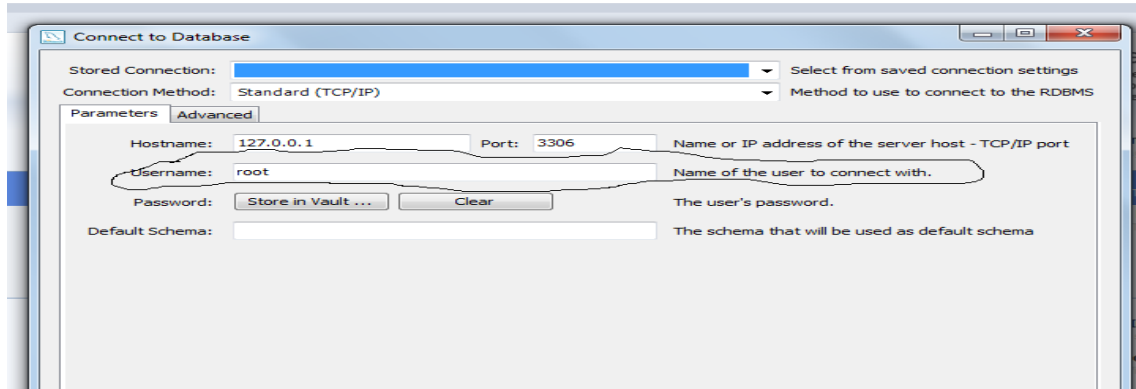 Connect to Database
Stored Connection: Select from saved connection settings
Connection Method: Standard (TCP/IP) Method to use to connect to the RDBMS
Parameters Advanced
Hostname: 127.0.0.1 Port: 3306 Name or IP address of the server host - TCP/IP port
Username: root Name of the user to connect with.
Password: Store in Vault ... Clear The user's password.
Default Schema: The schema that will be used as default schema